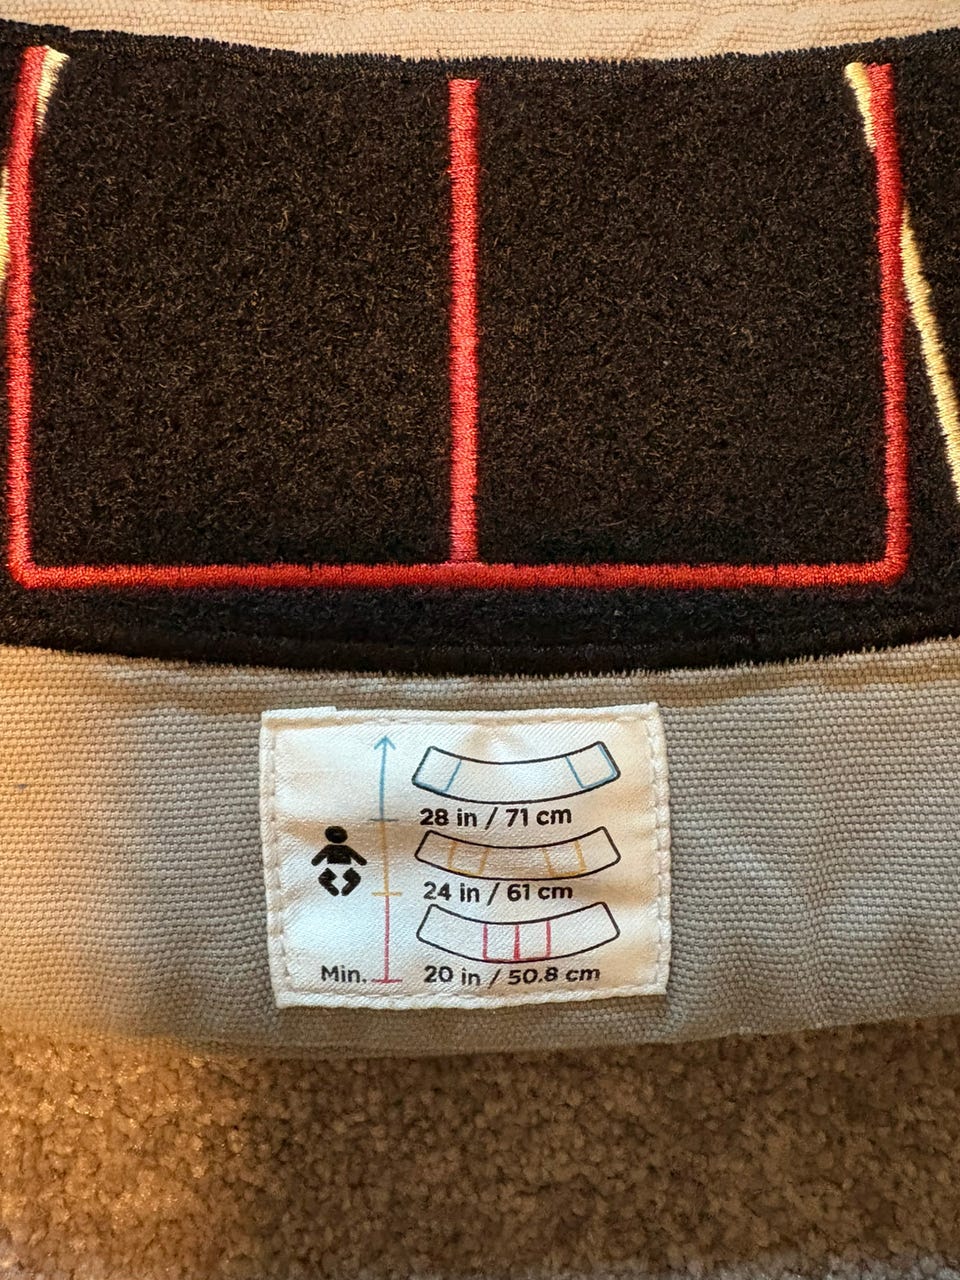 28 in / 71 cm
24 in / 61 cm
Min. 20 in / 50.8 cm